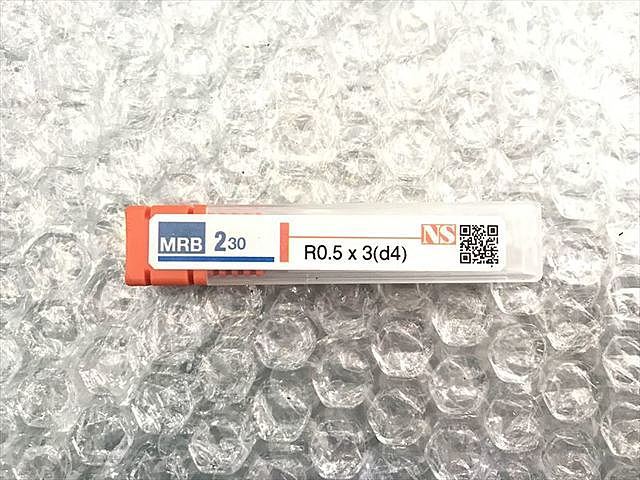 MRB 230
R0.5 x 3(d4)
NS